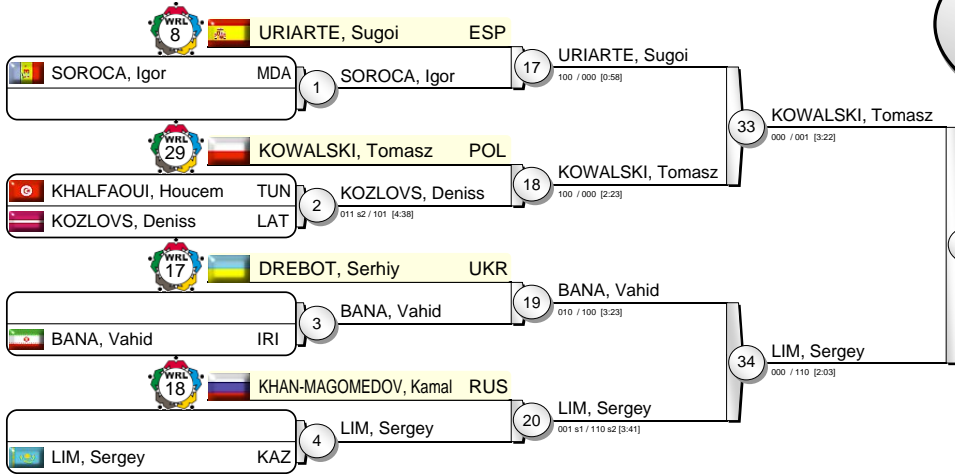 WRL 8 URIARTE, Sugoi ESP
SOROCA, Igor MDA
1 SOROCA, Igor
17 URIARTE, Sugoi
100 / 000 [0:58]
WRL 29 KOWALSKI, Tomasz POL
KHALFAOUI, Houcem TUN
KOZLOVS, Deniss LAT
2 KOZLOVS, Deniss
011 s2 / 101 [4:38]
18 KOWALSKI, Tomasz
100 / 000 [2:23]
33 KOWALSKI, Tomasz
000 / 001 [3:22]
WRL 17 DREBOT, Serhiy UKR
BANA, Vahid IRI
3 BANA, Vahid
19 BANA, Vahid
010 / 100 [3:23]
WRL 18 KHAN-MAGOMEDOV, Kamal RUS
LIM, Sergey KAZ
4 LIM, Sergey
20 LIM, Sergey
001 s1 / 110 s2 [3:41]
34 LIM, Sergey
000 / 110 [2:03]